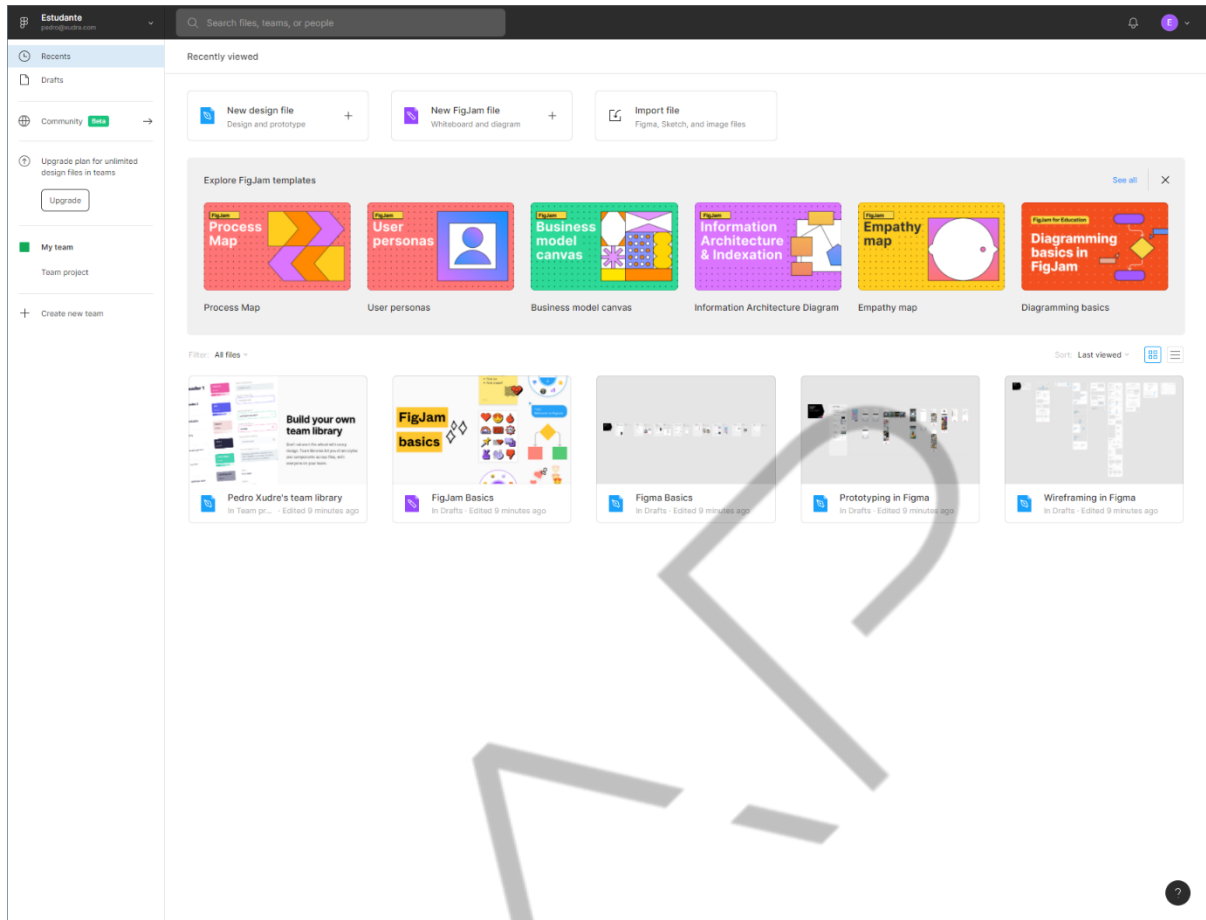 Estudante
pedro@xudre.com
Search files, teams, or people
E
Recents
Drafts
Community Beta
Upgrade plan for unlimited
design files in teams
Upgrade
My team
Team project
Create new team
Recently viewed
New design file
Design and prototype
New FigJam file
Whiteboard and diagram
Import file
Figma, Sketch, and image files
Explore FigJam templates
See all
FigJam
Process
Map
Process Map
FigJam
User
personas
User personas
FigJam
Business
model
canvas
Business model canvas
FigJam
Information
Architecture
& Indexation
Information Architecture Diagram
FigJam
Empathy
map
Empathy map
FigJam for Education
Diagramming
basics in
FigJam
Diagramming basics
Filter: All files
Sort: Last viewed
Build your own
team library
Pedro Xudre's team library
In Team pr... · Edited 9 minutes ago
FigJam
basics
FigJam Basics
In Drafts · Edited 9 minutes ago
Figma Basics
In Drafts · Edited 9 minutes ago
Prototyping in Figma
In Drafts · Edited 9 minutes ago
Wireframing in Figma
In Drafts · Edited 9 minutes ago
?